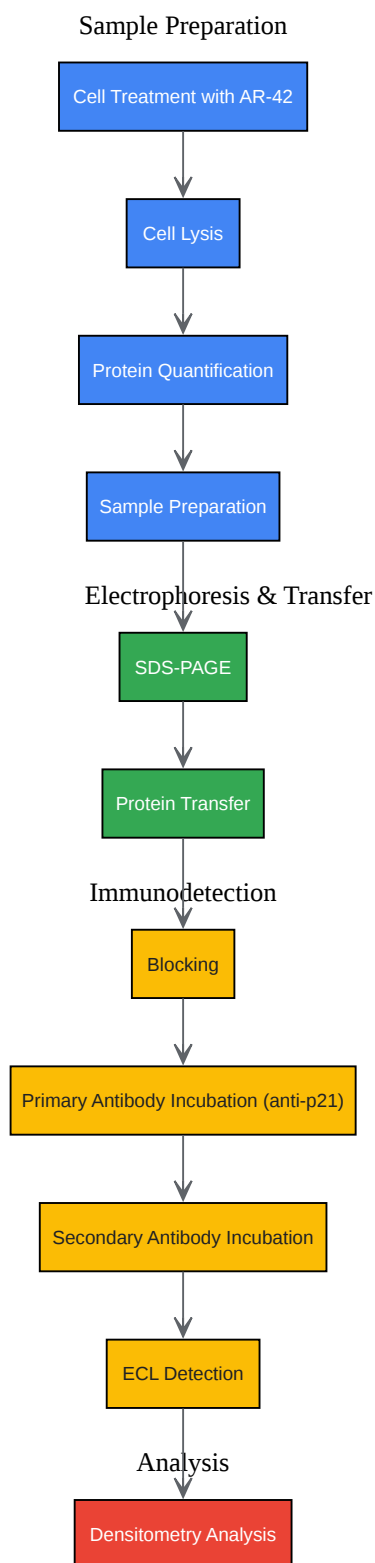 Sample Preparation
Cell Treatment with AR-42
Cell Lysis
Protein Quantification
Sample Preparation
Electrophoresis & Transfer
SDS-PAGE
Protein Transfer
Immunodetection
Blocking
Primary Antibody Incubation (anti-p21)
Secondary Antibody Incubation
ECL Detection
Analysis
Densitometry Analysis